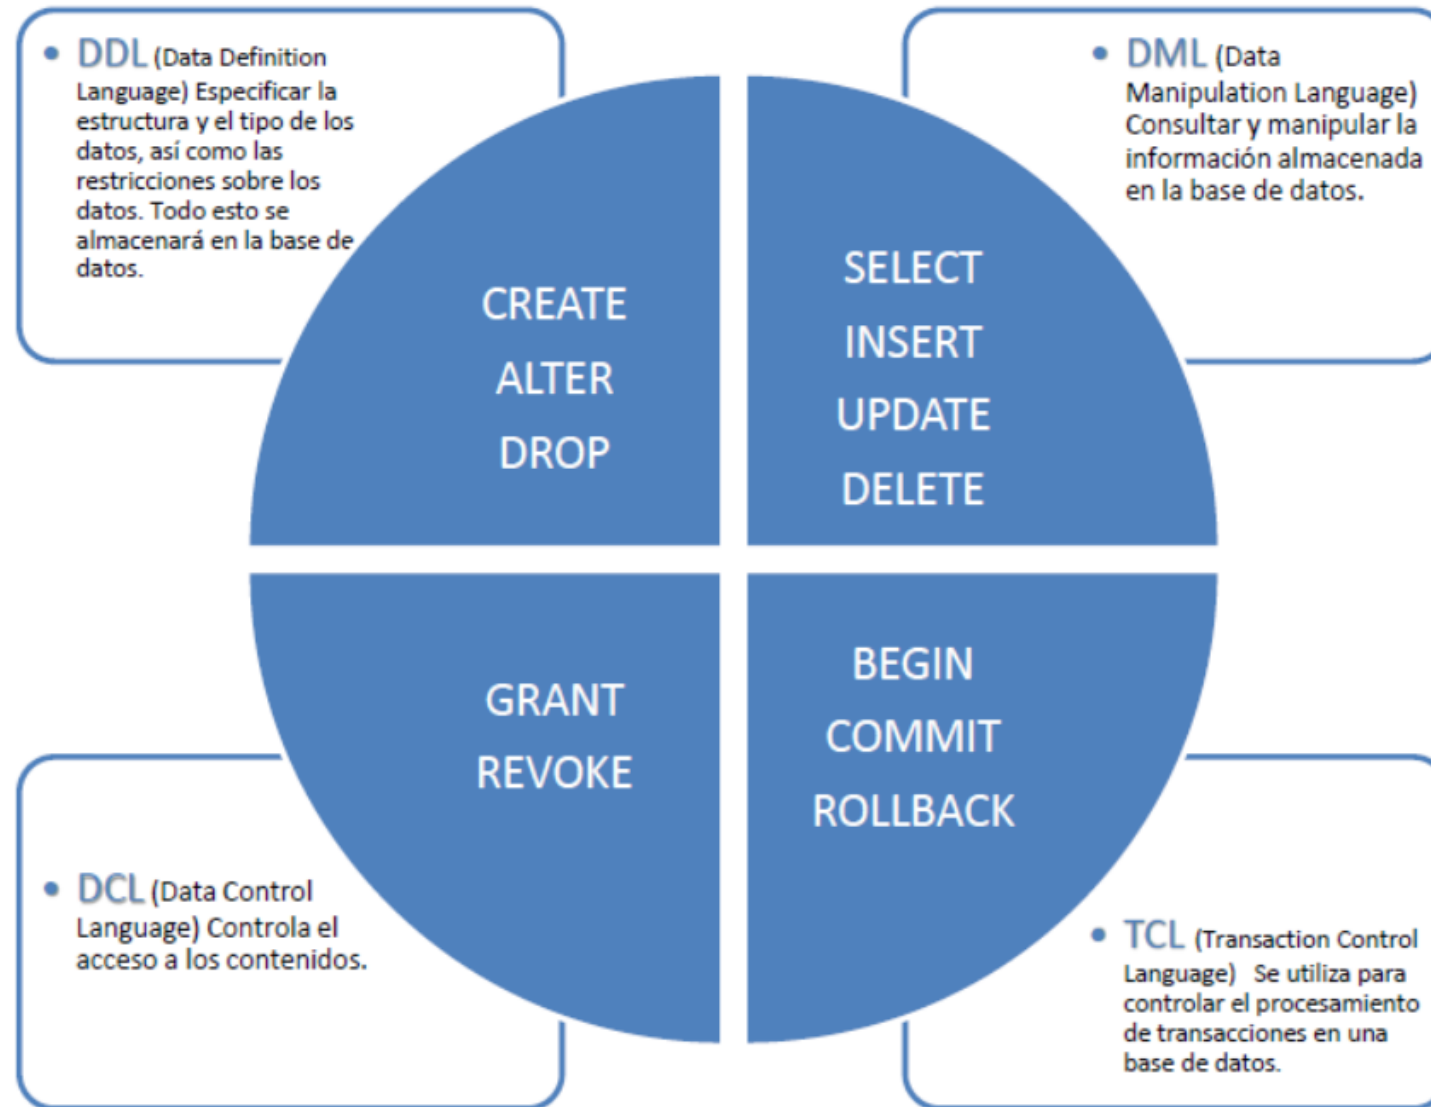 • DDL (Data Definition
Language) Especificar la
estructura y el tipo de los
datos, así como las
restricciones sobre los
datos. Todo esto se
almacenará en la base de
datos.
• DML (Data
Manipulation Language)
Consultar y manipular la
información almacenada
en la base de datos.
CREATE
ALTER
DROP
SELECT
INSERT
UPDATE
DELETE
GRANT
REVOKE
BEGIN
COMMIT
ROLLBACK
• DCL (Data Control
Language) Controla el
acceso a los contenidos.
• TCL (Transaction Control
Language) Se utiliza para
controlar el procesamiento
de transacciones en una
base de datos.